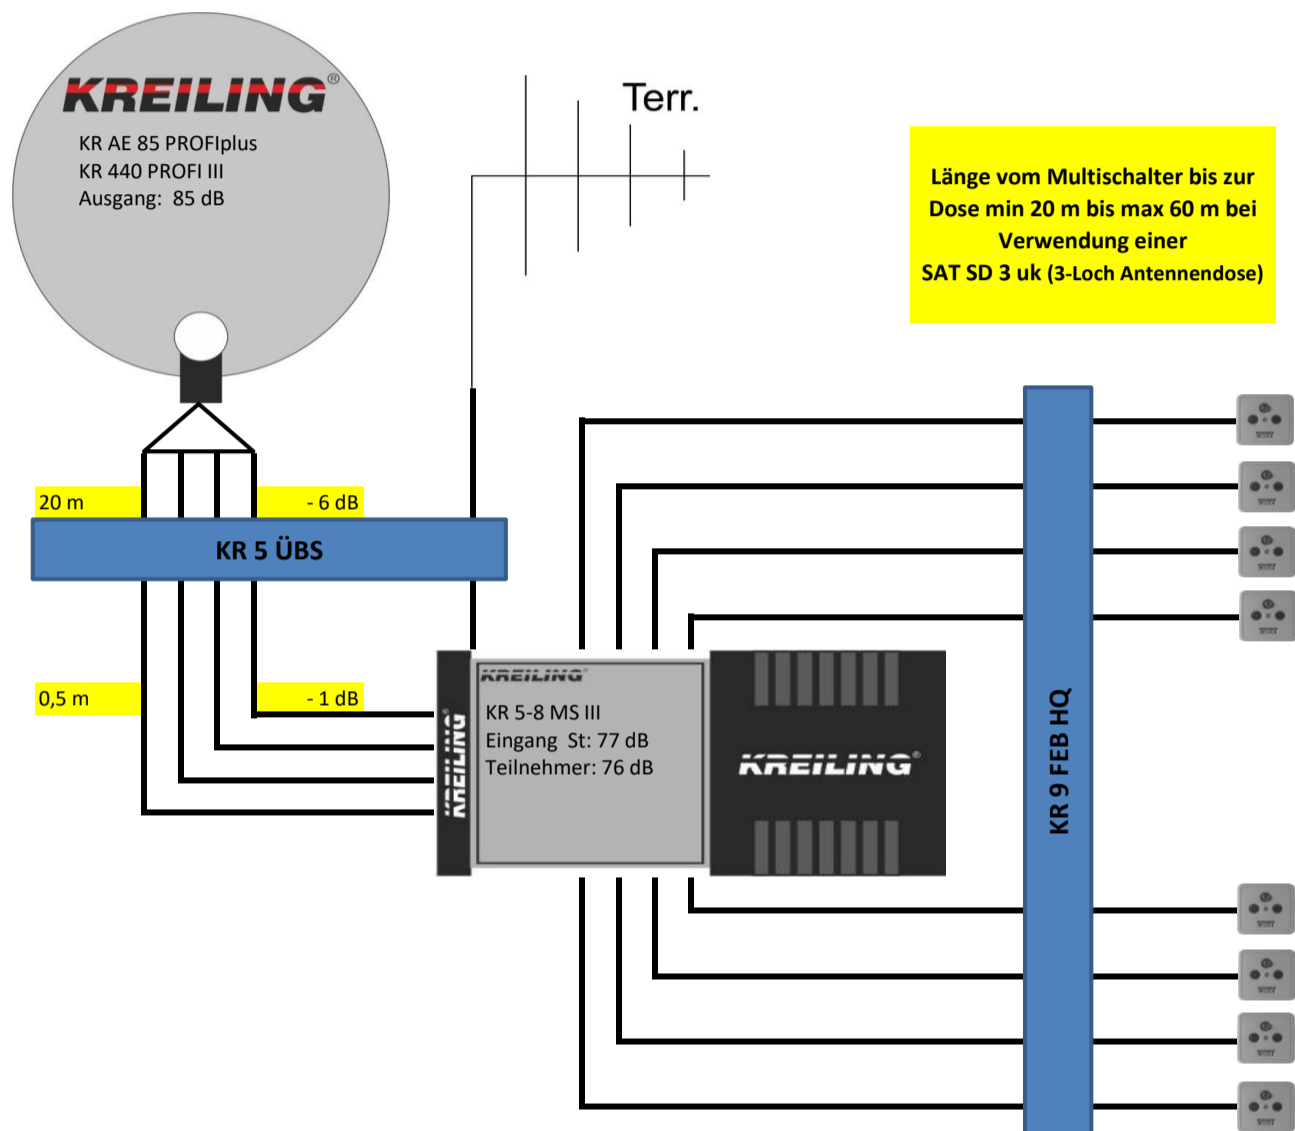 KREILING®
KR AE 85 PROFIplus
KR 440 PROFI III
Ausgang: 85 dB
Terr.
Länge vom Multischalter bis zur
Dose min 20 m bis max 60 m bei
Verwendung einer
SAT SD 3 uk (3-Loch Antennendose)
20 m
- 6 dB
KR 5 ÜBS
0,5 m
- 1 dB
KREILING®
KREILING®
KR 5-8 MS III
Eingang St: 77 dB
Teilnehmer: 76 dB
KREILING®
KR 9 FEB HQ